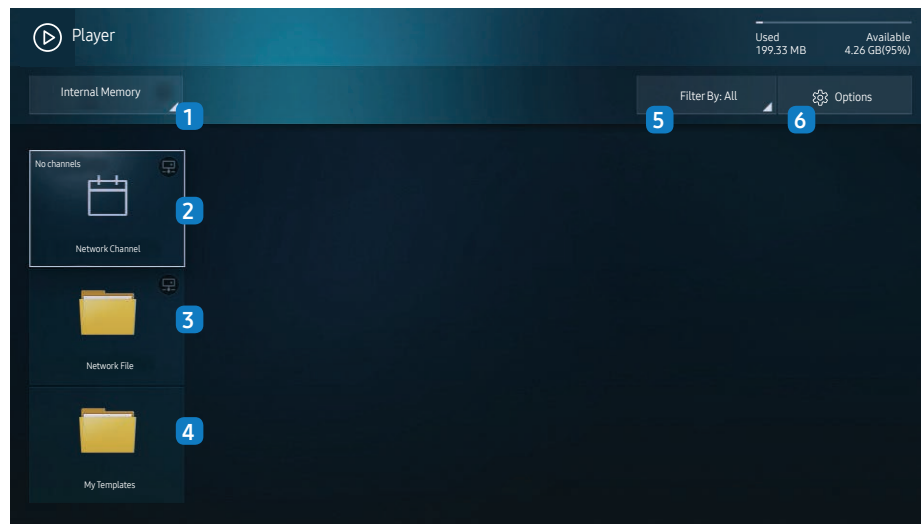 Player
Used Available
199.33 MB 4.26 GB(95%)
Internal Memory
1
Filter By: All
5
Options
6
No channels
2
Network Channel
3
Network File
4
My Templates